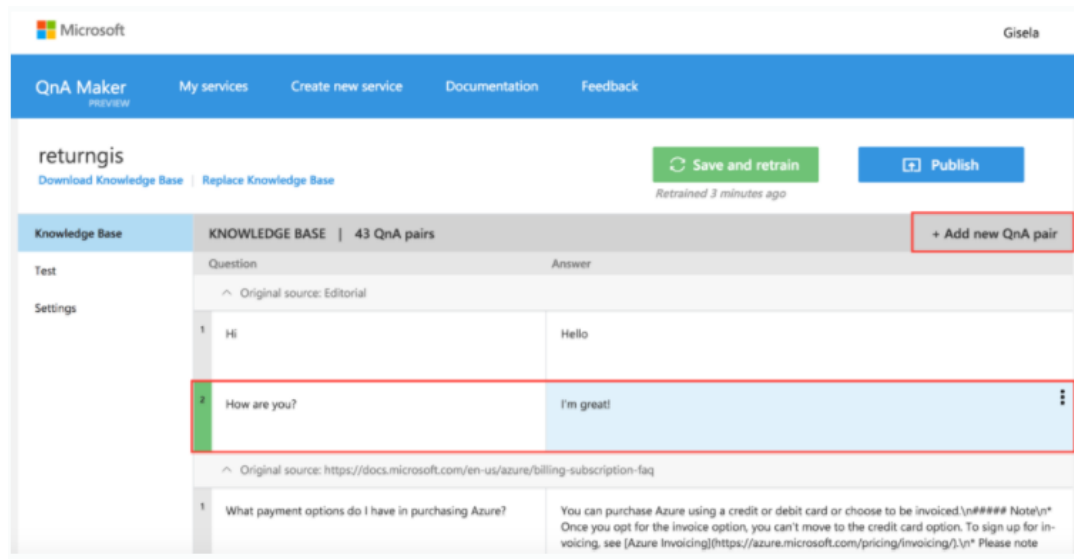 Microsoft
Gisela
QnA Maker
PREVIEW
My services
Create new service
Documentation
Feedback
returngis
Download Knowledge Base | Replace Knowledge Base
Save and retrain
Publish
Retrained 3 minutes ago
Knowledge Base
Test
Settings
KNOWLEDGE BASE | 43 QnA pairs
+ Add new QnA pair
Question
Answer
Original source: Editorial
1
Hi
Hello
2
How are you?
I'm great!
Original source: https://docs.microsoft.com/en-us/azure/billing-subscription-faq
1
What payment options do I have in purchasing Azure?
You can purchase Azure using a credit or debit card or choose to be invoiced.\n##### Note\n*
Once you opt for the invoice option, you can't move to the credit card option. To sign up for in-
voicing, see [Azure Invoicing](https://azure.microsoft.com/pricing/invoicing/).\n* Please note